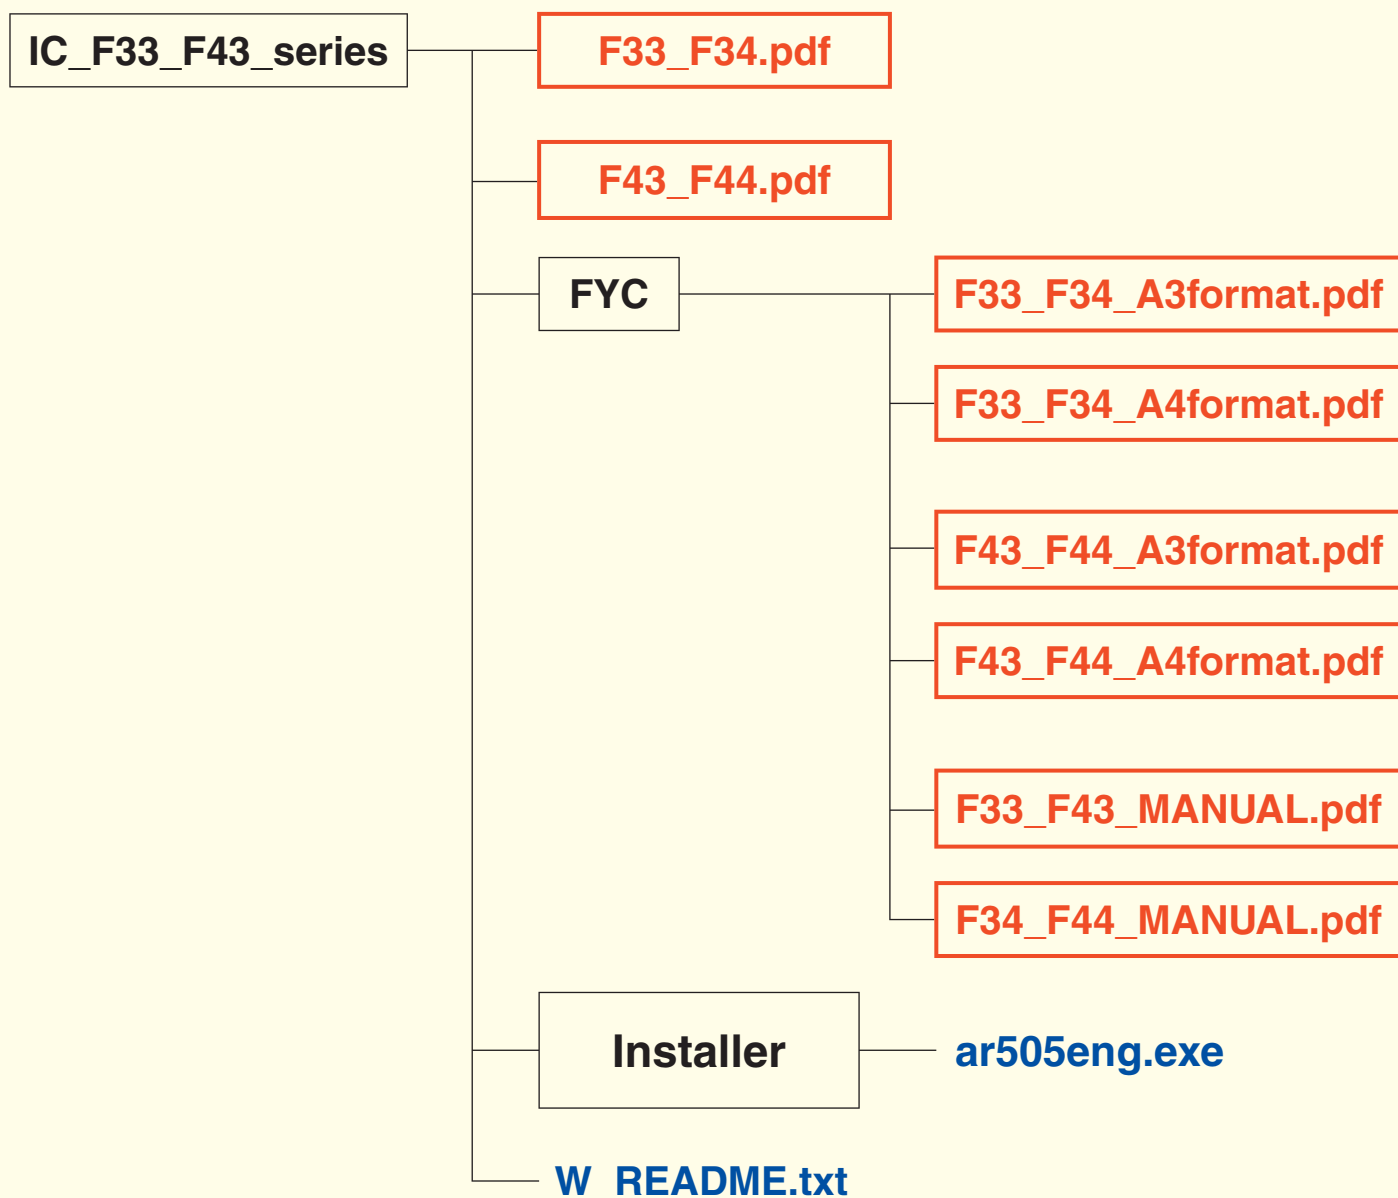 IC_F33_F43_series
F33_F34.pdf
F43_F44.pdf
FYC
F33_F34_A3format.pdf
F33_F34_A4format.pdf
F43_F44_A3format.pdf
F43_F44_A4format.pdf
F33_F43_MANUAL.pdf
F34_F44_MANUAL.pdf
Installer
ar505eng.exe
W_README.txt